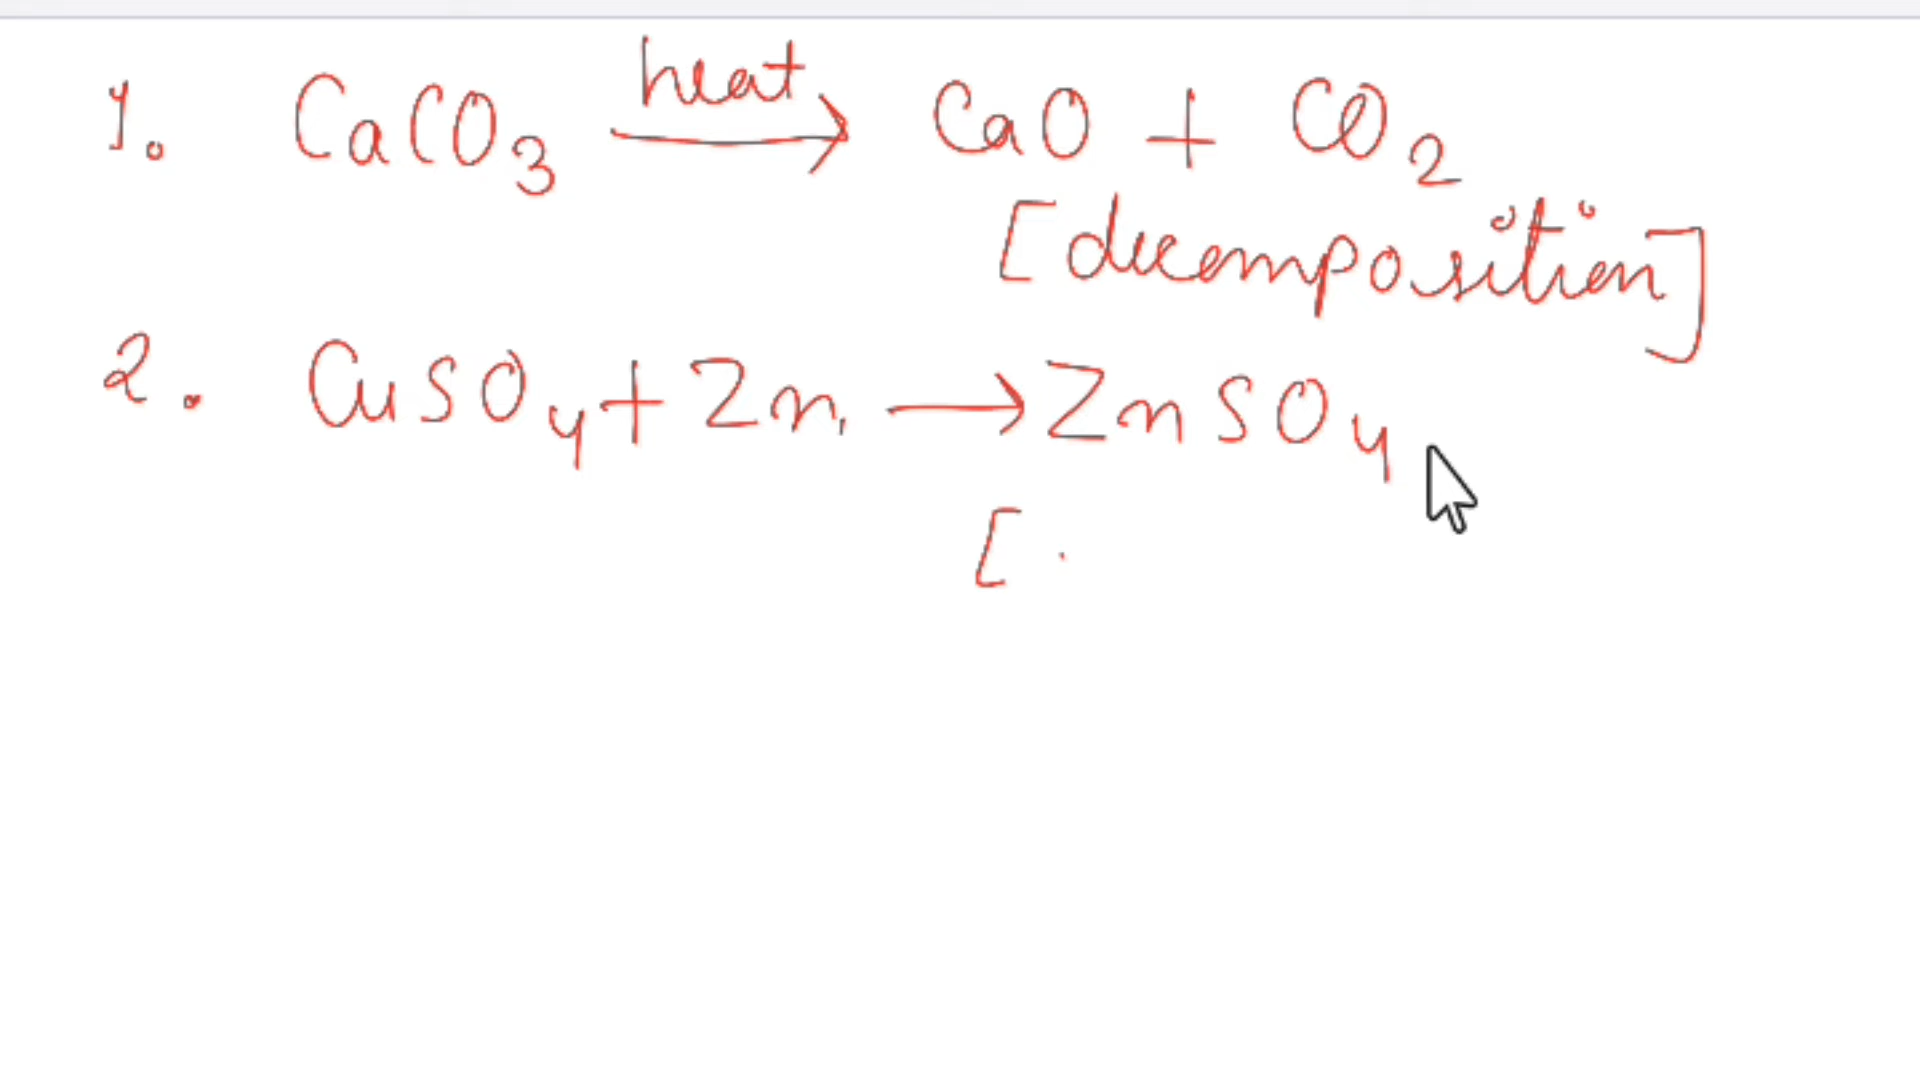 1. CaCO₃ heat→ CaO + CO₂
[decomposition]
2. CuSO₄ + Zn → ZnSO₄
[